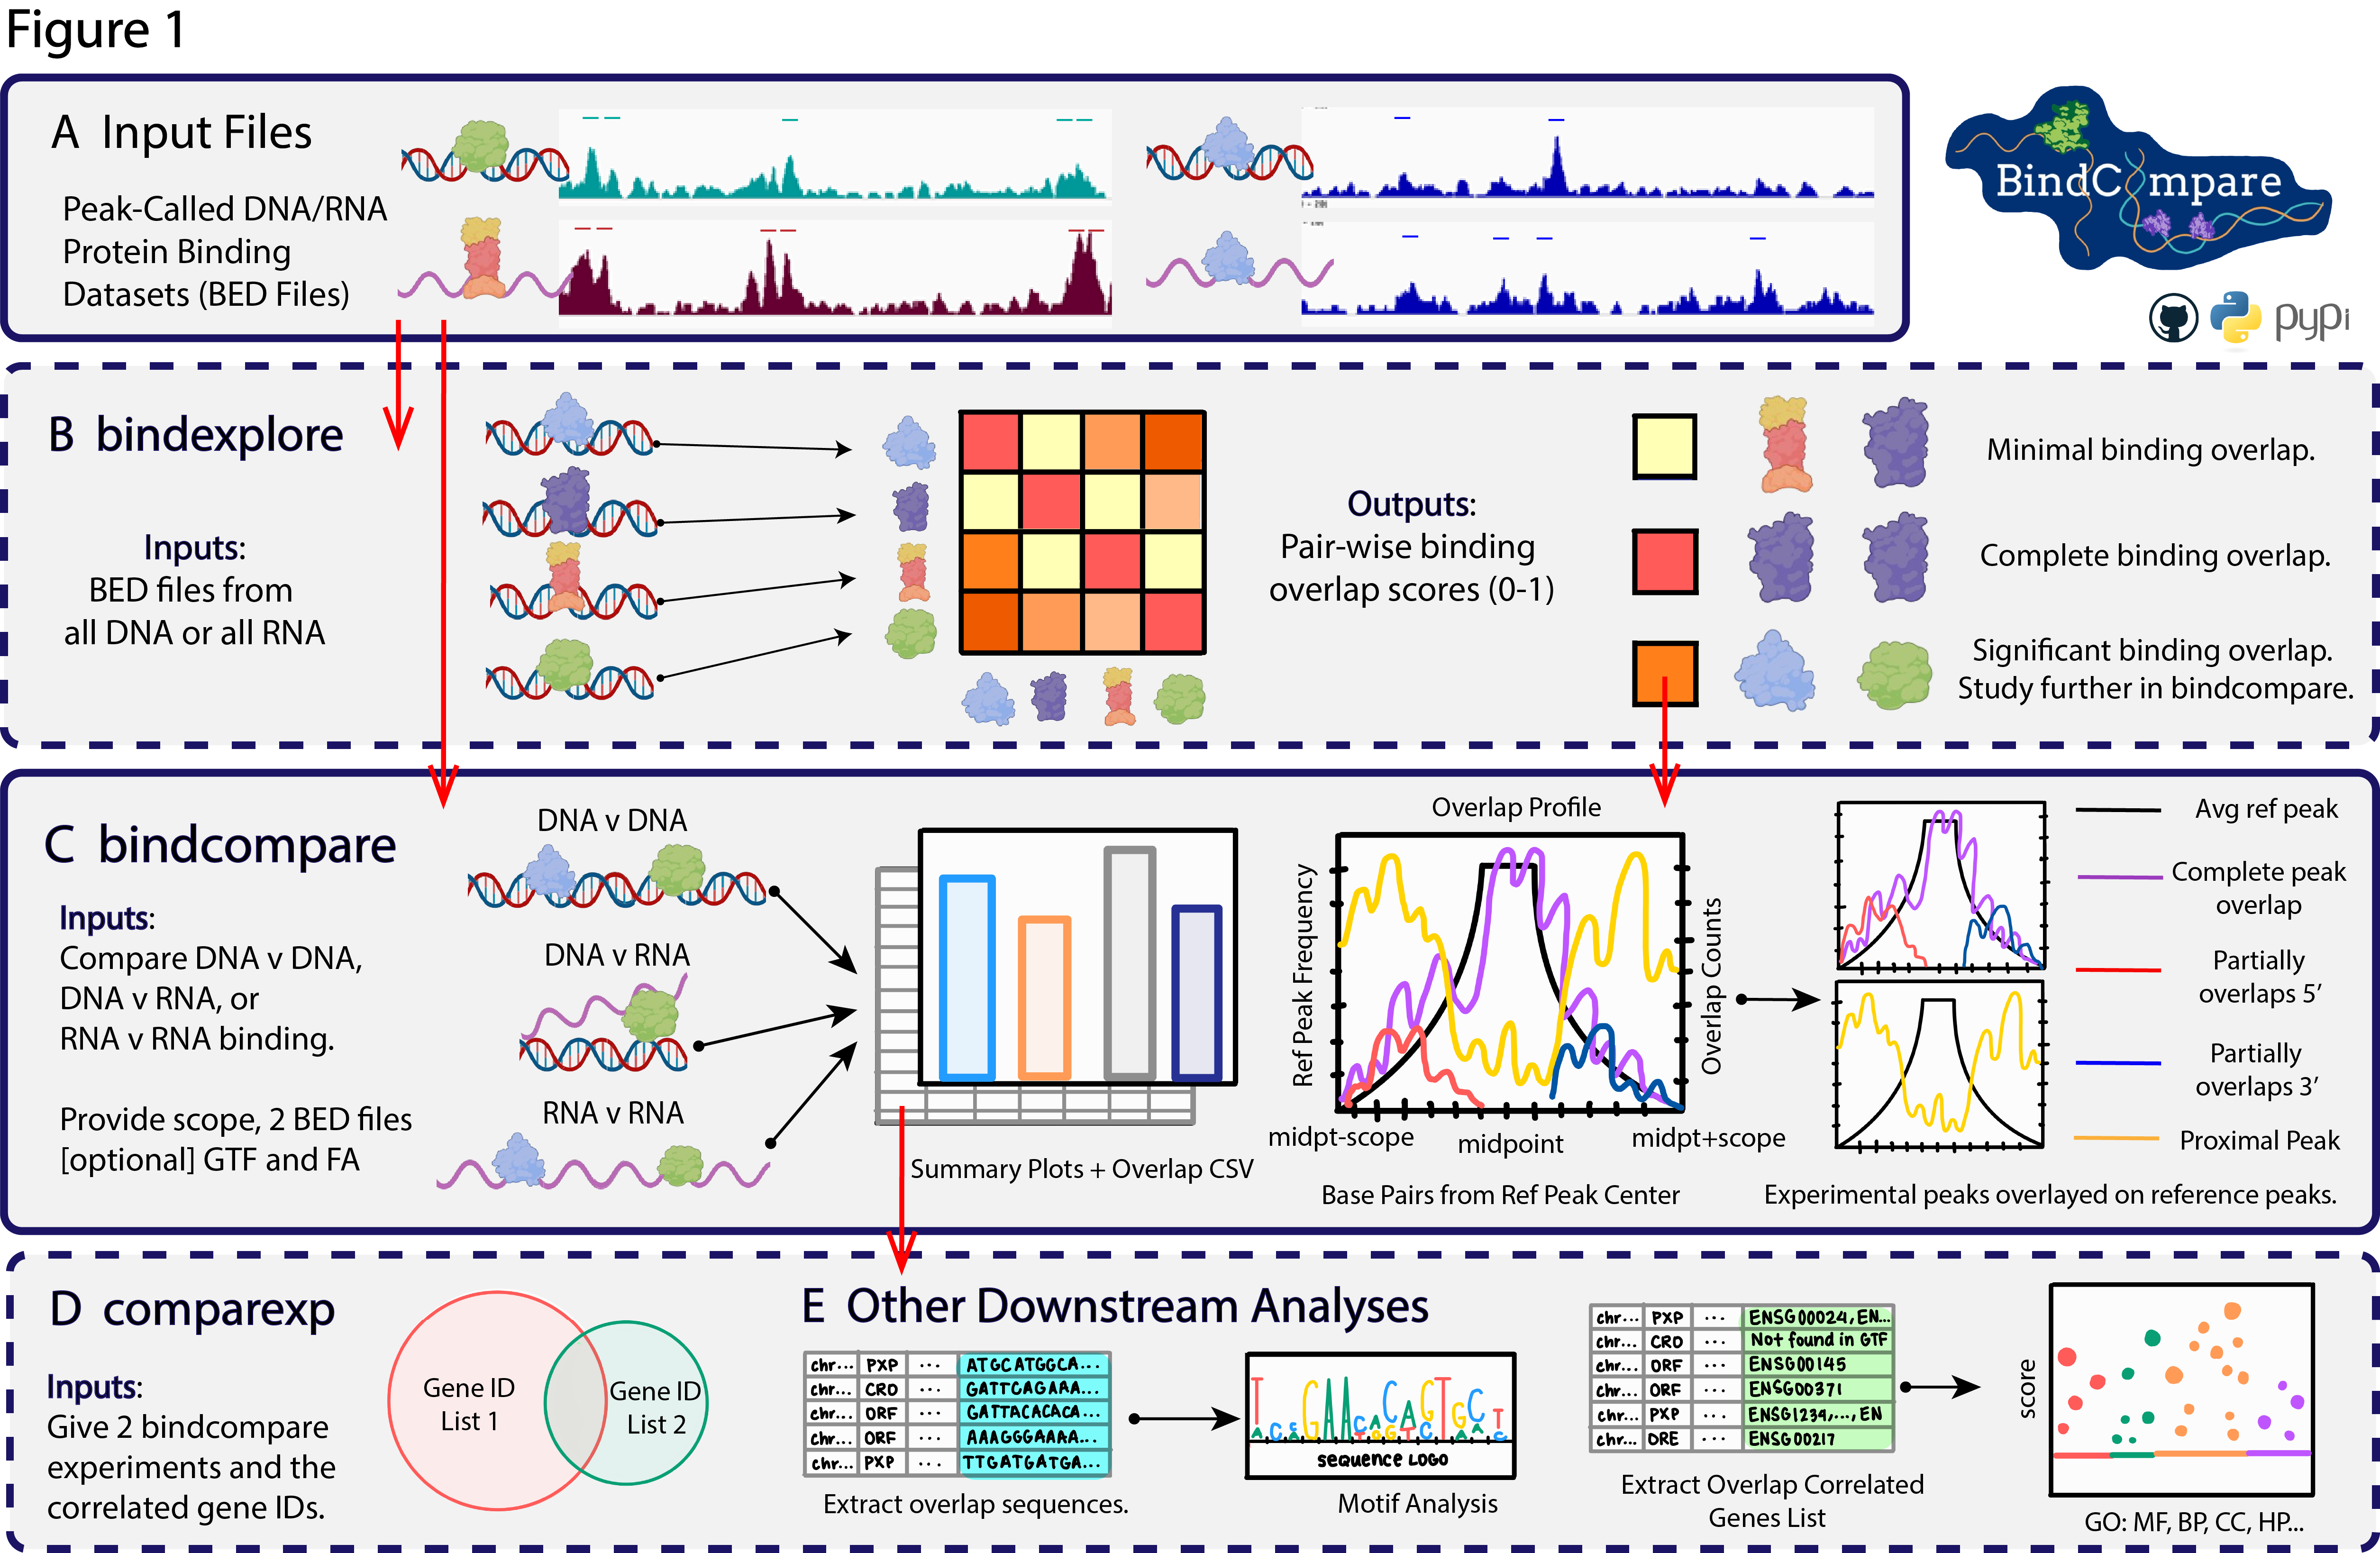 Figure 1
A Input Files
Peak-Called DNA/RNA
Protein Binding
Datasets (BED Files)
BindCompare
pypi
B bindexplore
Inputs:
BED files from
all DNA or all RNA
Outputs:
Pair-wise binding
overlap scores (0-1)
Minimal binding overlap.
Complete binding overlap.
Significant binding overlap.
Study further in bindcompare.
C bindcompare
Inputs:
Compare DNA v DNA,
DNA v RNA, or
RNA v RNA binding.
Provide scope, 2 BED files
[optional] GTF and FA
DNA v DNA
DNA v RNA
RNA v RNA
Summary Plots + Overlap CSV
Overlap Profile
Ref Peak Frequency
Overlap Counts
midpt-scope
midpoint
midpt+scope
Base Pairs from Ref Peak Center
Avg ref peak
Complete peak
overlap
Partially
overlaps 5’
Partially
overlaps 3’
Proximal Peak
Experimental peaks overlayed on reference peaks.
D comparexp
Inputs:
Give 2 bindcompare
experiments and the
correlated gene IDs.
Gene ID
List 1
Gene ID
List 2
E Other Downstream Analyses
chr... PXP ... ATGCATGGCA...
chr... CRO ... GATTCAGARA...
chr... ORF ... GATTACACACA...
chr... ORF ... AAAGGGAAAA...
chr... PXP ... TTGATGATGA...
Extract overlap sequences.
sequence LOGO
Motif Analysis
chr... PXP ... ENSG00024, EN...
chr... CRO ... Not found in GTF
chr... ORF ... ENSG00145
chr... ORF ... ENSG00371
chr... PXP ... ENSG1234,..., EN
chr... ORE ... ENSG00217
Extract Overlap Correlated
Genes List
score
GO: MF, BP, CC, HP...